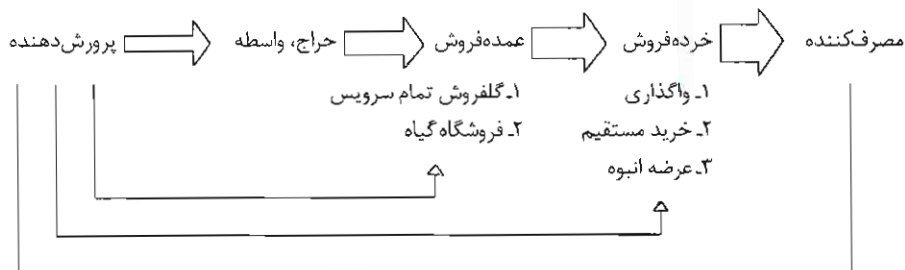 پرورش‌دهنده
حراج، واسطه
عمده‌فروش
خرده‌فروش
مصرف‌کننده
۱ـ گلفروش تمام سرویس
۲ـ فروشگاه گیاه
۱ـ واگذاری
۲ـ خرید مستقیم
۳ـ عرضه انبوه